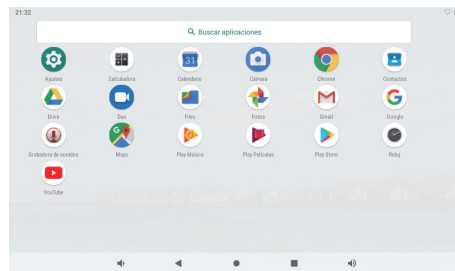 21:32
Buscar aplicaciones
31
Ajustes Calculadora Calendario Cámara Chrome Contactos
Drive Duo Files Fotos Gmail Google
Grabadora de sonidos Maps Play Música Play Películas Play Store Reloj
YouTube